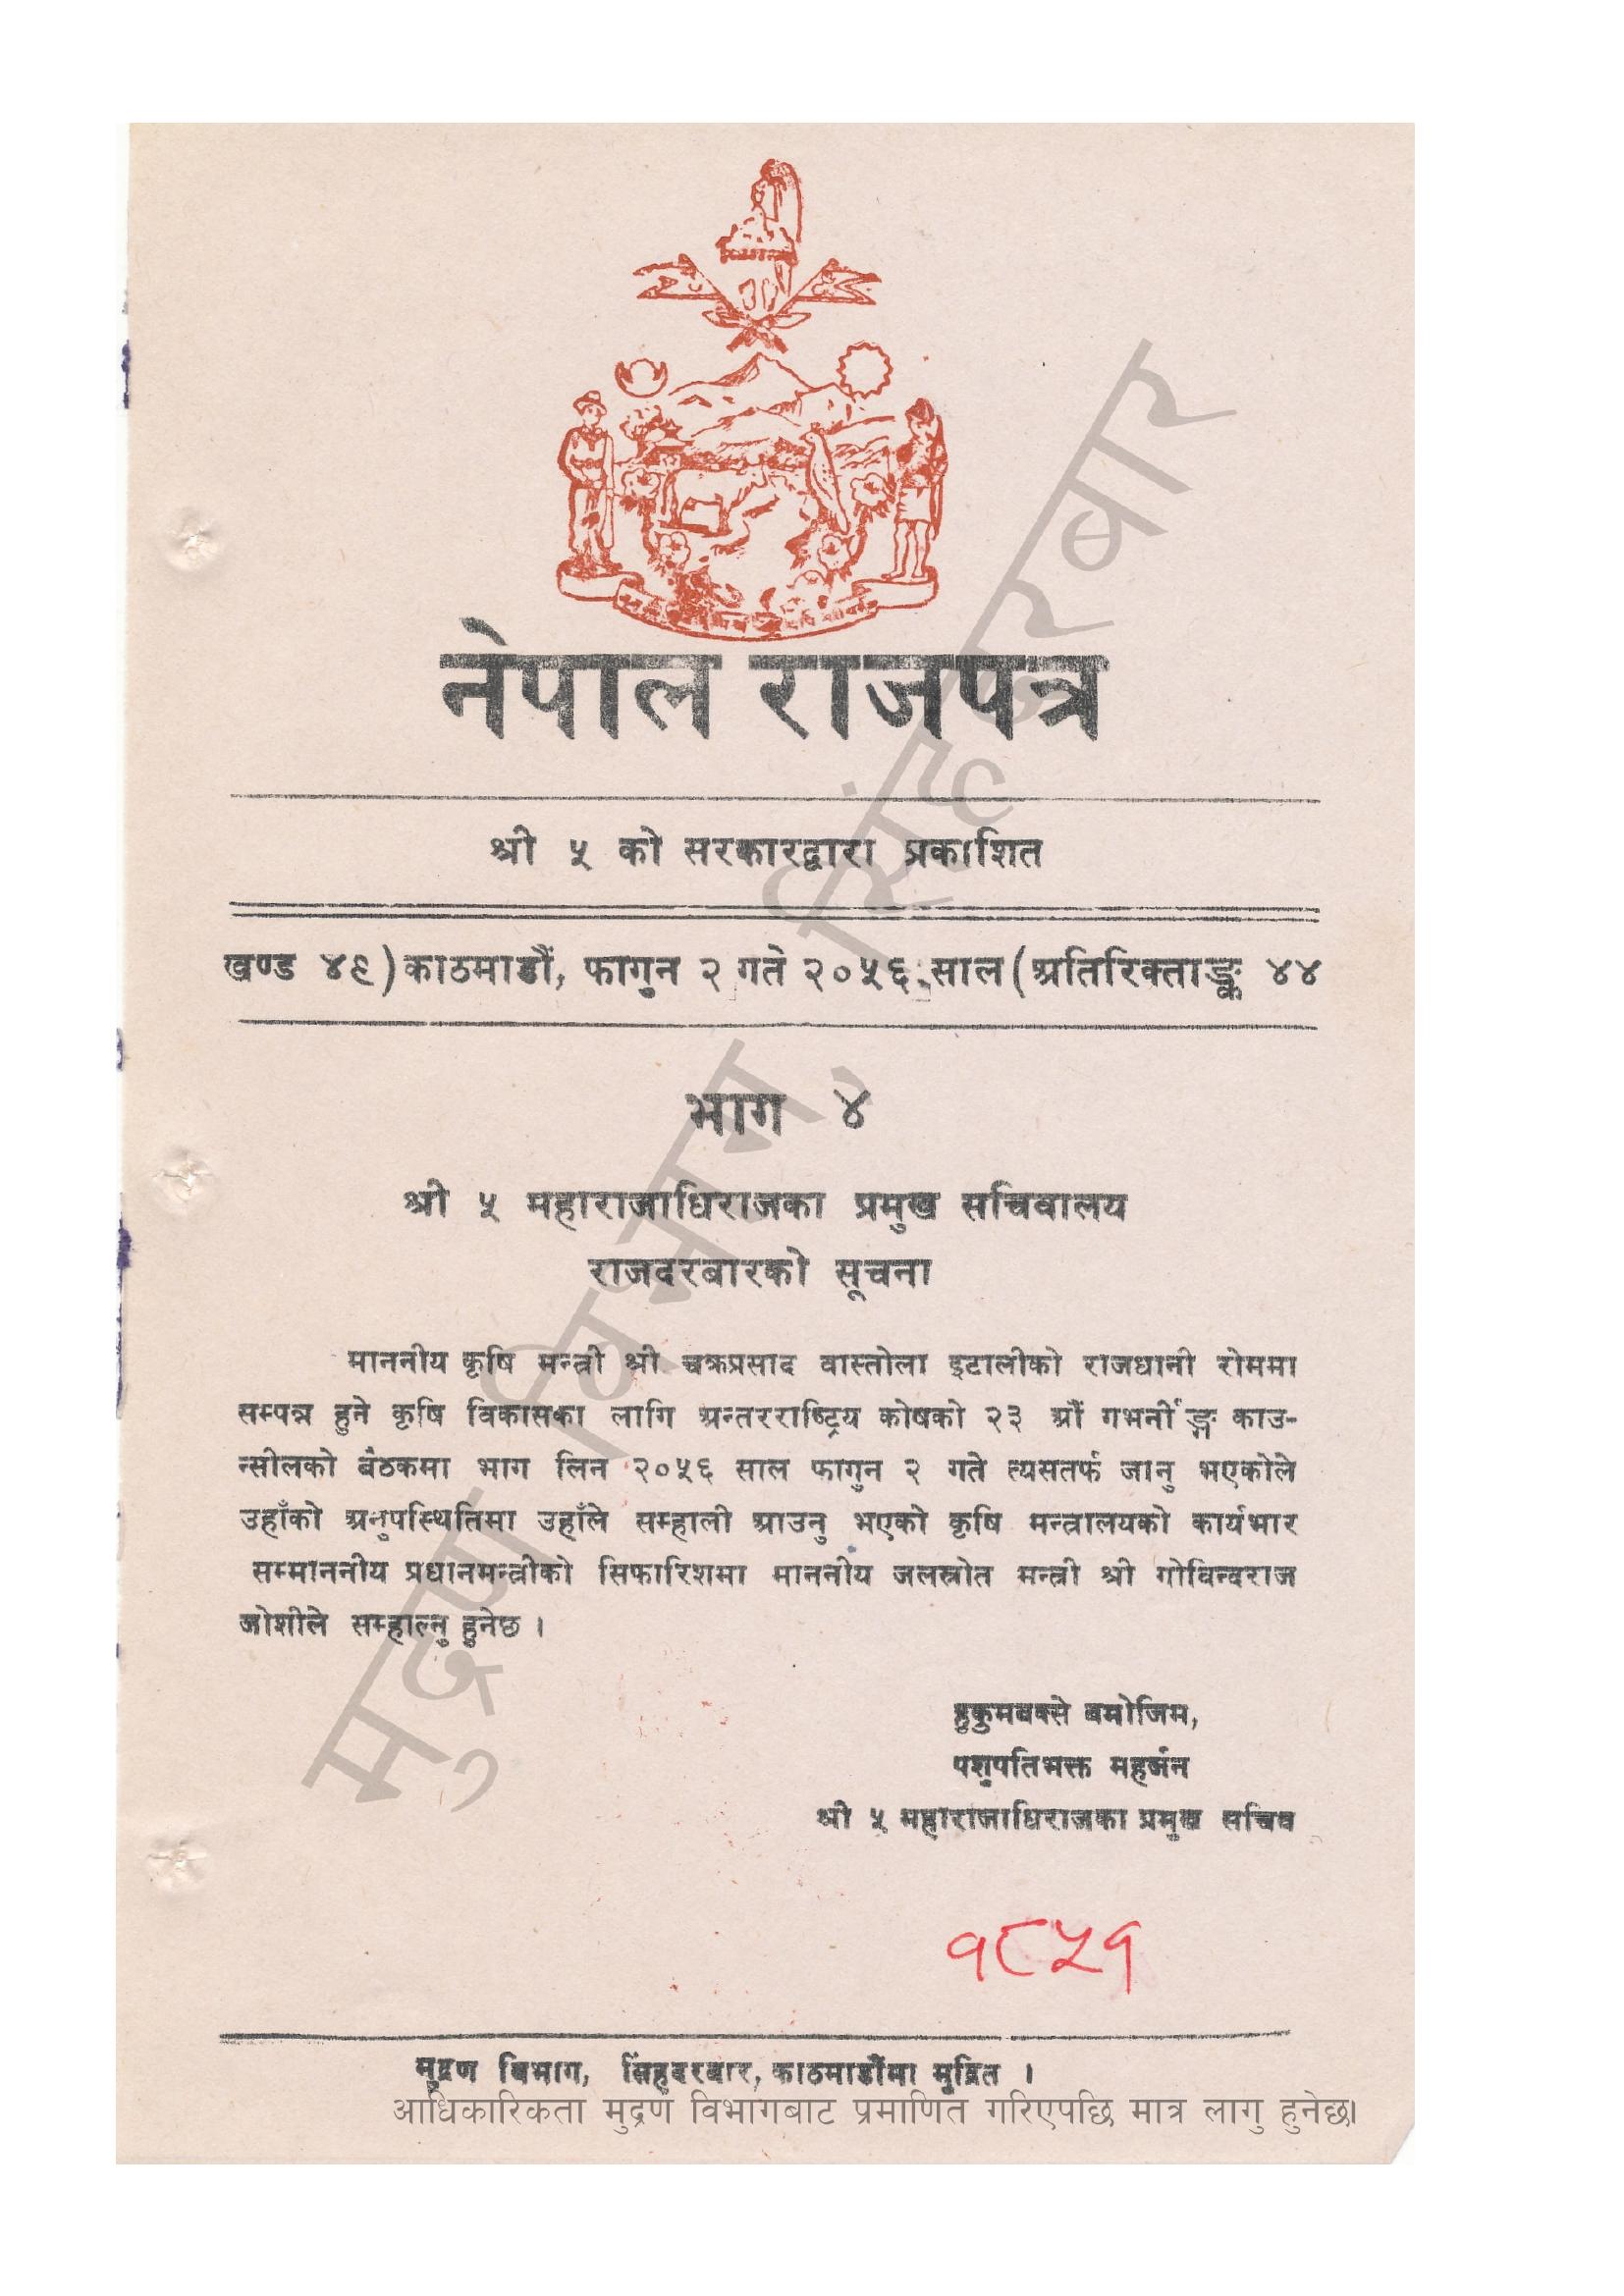 नेपाल राजपत्र
श्री ५ को सरकारद्वारा प्रकाशित
खण्ड ४९) काठमाडौं, फागुन २ गते २०५६ साल (अतिरिक्ताङ्क ४४
भाग ४
श्री ५ महाराजाधिराजका प्रमुख सचिवालय
राजदरबारको सूचना
माननीय कृषि मन्त्री श्री चक्रप्रसाद वास्तोला इटालीको राजधानी रोममा
सम्पन्न हुने कृषि विकासका लागि अन्तरराष्ट्रिय कोषको २३ औं गभर्नीङ्ग काउ-
न्सीलको बैठकमा भाग लिन २०५६ साल फागुन २ गते त्यसतर्फ जानु भएकोले
उहाँको अनुपस्थितिमा उहाँले सम्हाली आउनु भएको कृषि मन्त्रालयको कार्यभार
सम्माननीय प्रधानमन्त्रीको सिफारिशमा माननीय जलस्रोत मन्त्री श्री गोविन्दराज
जोशीले सम्हाल्नु हुनेछ ।
हुकुमबक्से बमोजिम,
पशुपतिभक्त महर्जन
श्री ५ महाराजाधिराजका प्रमुख सचिव
१८५१
मुद्रण विभाग, सिंहदरबार, काठमाडौंमा मुद्रित ।
आधिकारिकता मुद्रण विभागबाट प्रमाणित गरिएपछि मात्र लागु हुनेछ।
मुद्रण विभाग, सिंहदरबार